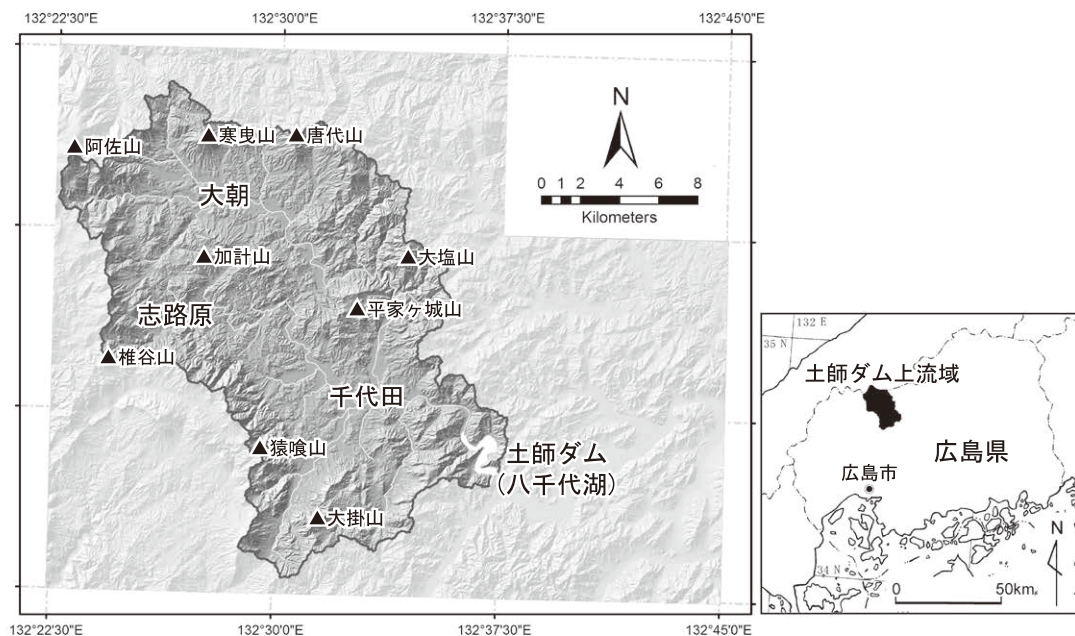 132°22'30"E 132°30'0"E 132°37'30"E 132°45'0"E
N
0 1 2 4 6 8
Kilometers
▲阿佐山 ▲寒曳山 ▲唐代山
大朝
▲加計山 ▲大塩山
志路原 ▲平家ヶ城山
▲椎谷山
千代田
▲猿喰山
土師ダム
(八千代湖)
▲大掛山
132°22'30"E 132°30'0"E 132°37'30"E 132°45'0"E
132 E
35 N
土師ダム上流域
広島県
広島市
N
34 N
0 50km